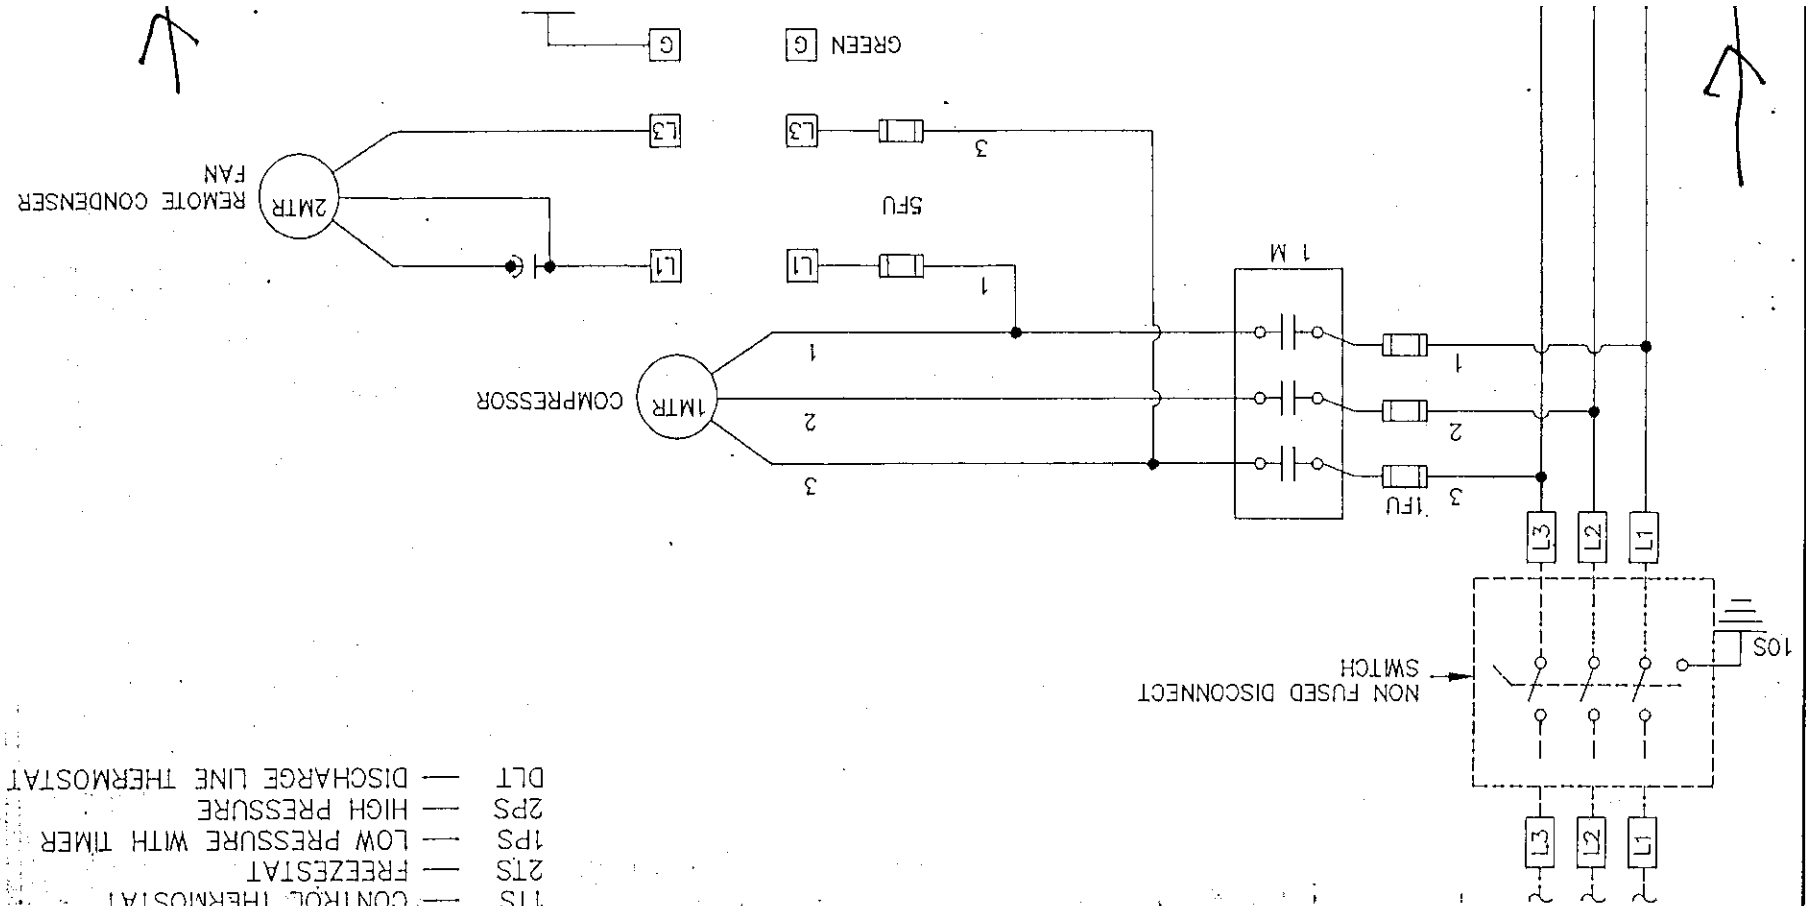 1TS — CONTROL THERMOSTAT
2TS — FREEZESTAT
1PS — LOW PRESSURE WITH TIMER
2PS — HIGH PRESSURE
DLT — DISCHARGE LINE THERMOSTAT
L1 L2 L3
NON FUSED DISCONNECT
SWITCH
10S
L1 L2 L3
3 1FU 3
2 2
1MTR COMPRESSOR
1 1
1 M
1 L1 L1
5FU
2MTR
REMOTE CONDENSER
FAN
3 L3 L3
GREEN G G